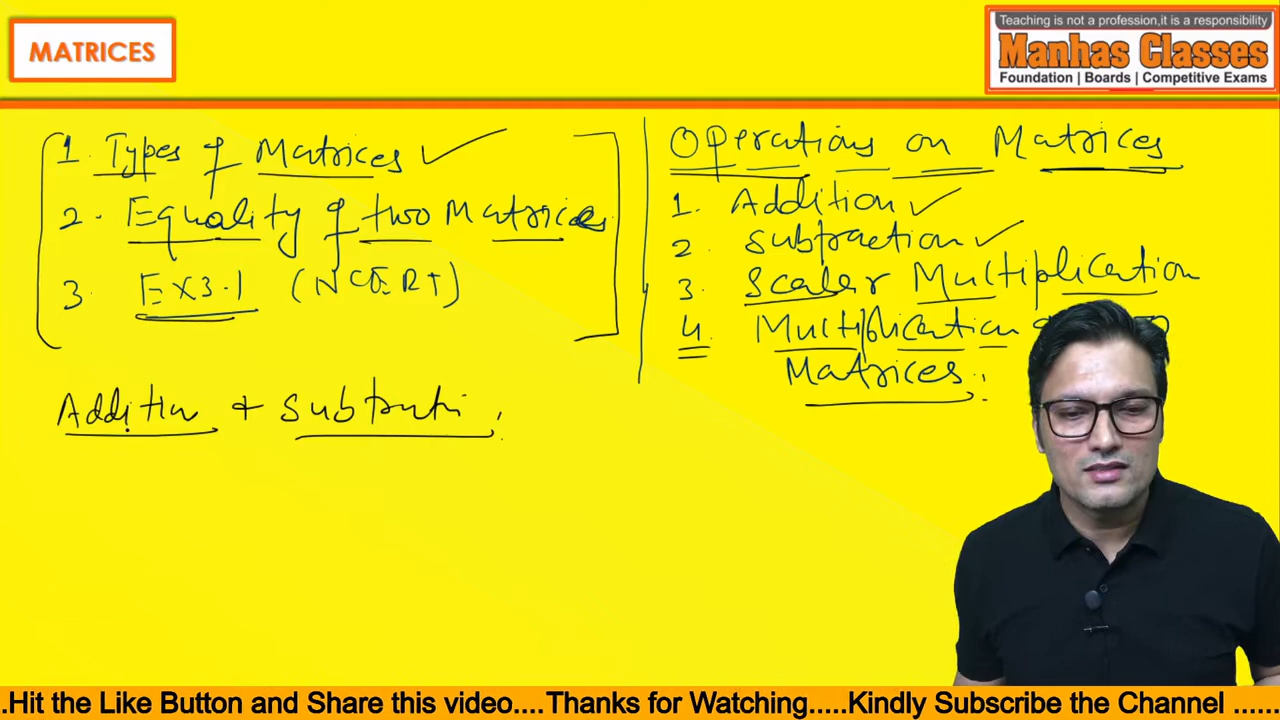 MATRICES
Teaching is not a profession,it is a responsibility
Manhas Classes
Foundation | Boards | Competitive Exams
1. Types of Matrices ✓
2. Equality of two Matrices
3. Ex3.1 (NCERT)
Operations on Matrices
1. Addition ✓
2. Subtraction ✓
3. Scaler Multiplication
4. Multiplication
Matrices :
Addition + Subtracti :
.Hit the Like Button and Share this video....Thanks for Watching.....Kindly Subscribe the Channel ......